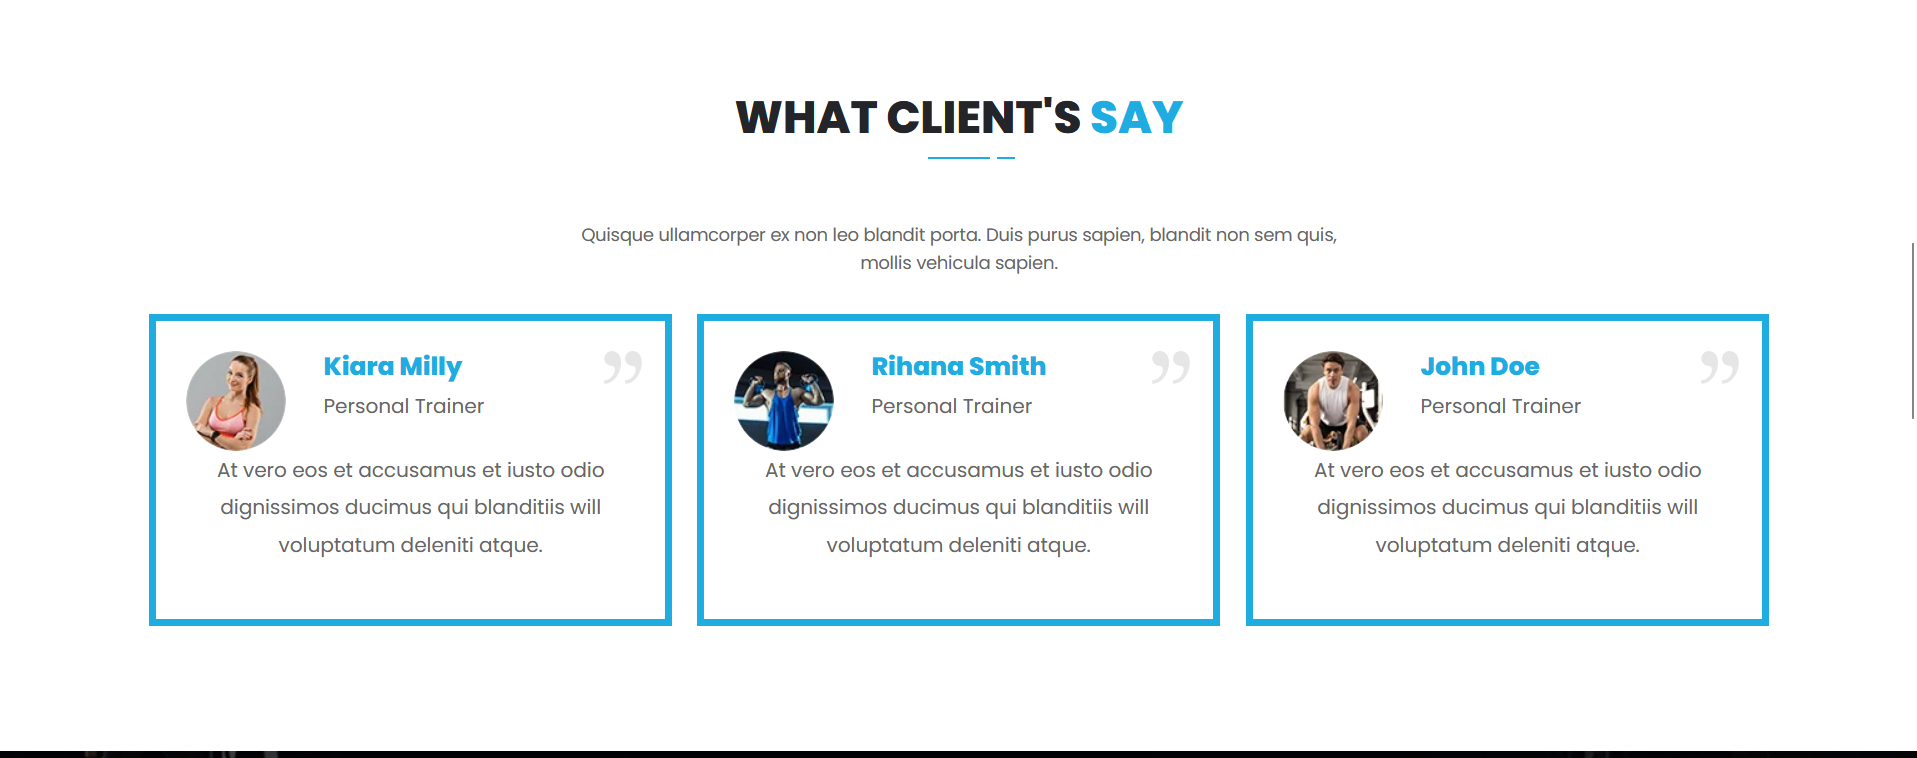 WHAT CLIENT'S SAY
Quisque ullamcorper ex non leo blandit porta. Duis purus sapien, blandit non sem quis,
mollis vehicula sapien.
Kiara Milly
Personal Trainer
At vero eos et accusamus et iusto odio
dignissimos ducimus qui blanditiis will
voluptatum deleniti atque.
Rihana Smith
Personal Trainer
At vero eos et accusamus et iusto odio
dignissimos ducimus qui blanditiis will
voluptatum deleniti atque.
John Doe
Personal Trainer
At vero eos et accusamus et iusto odio
dignissimos ducimus qui blanditiis will
voluptatum deleniti atque.